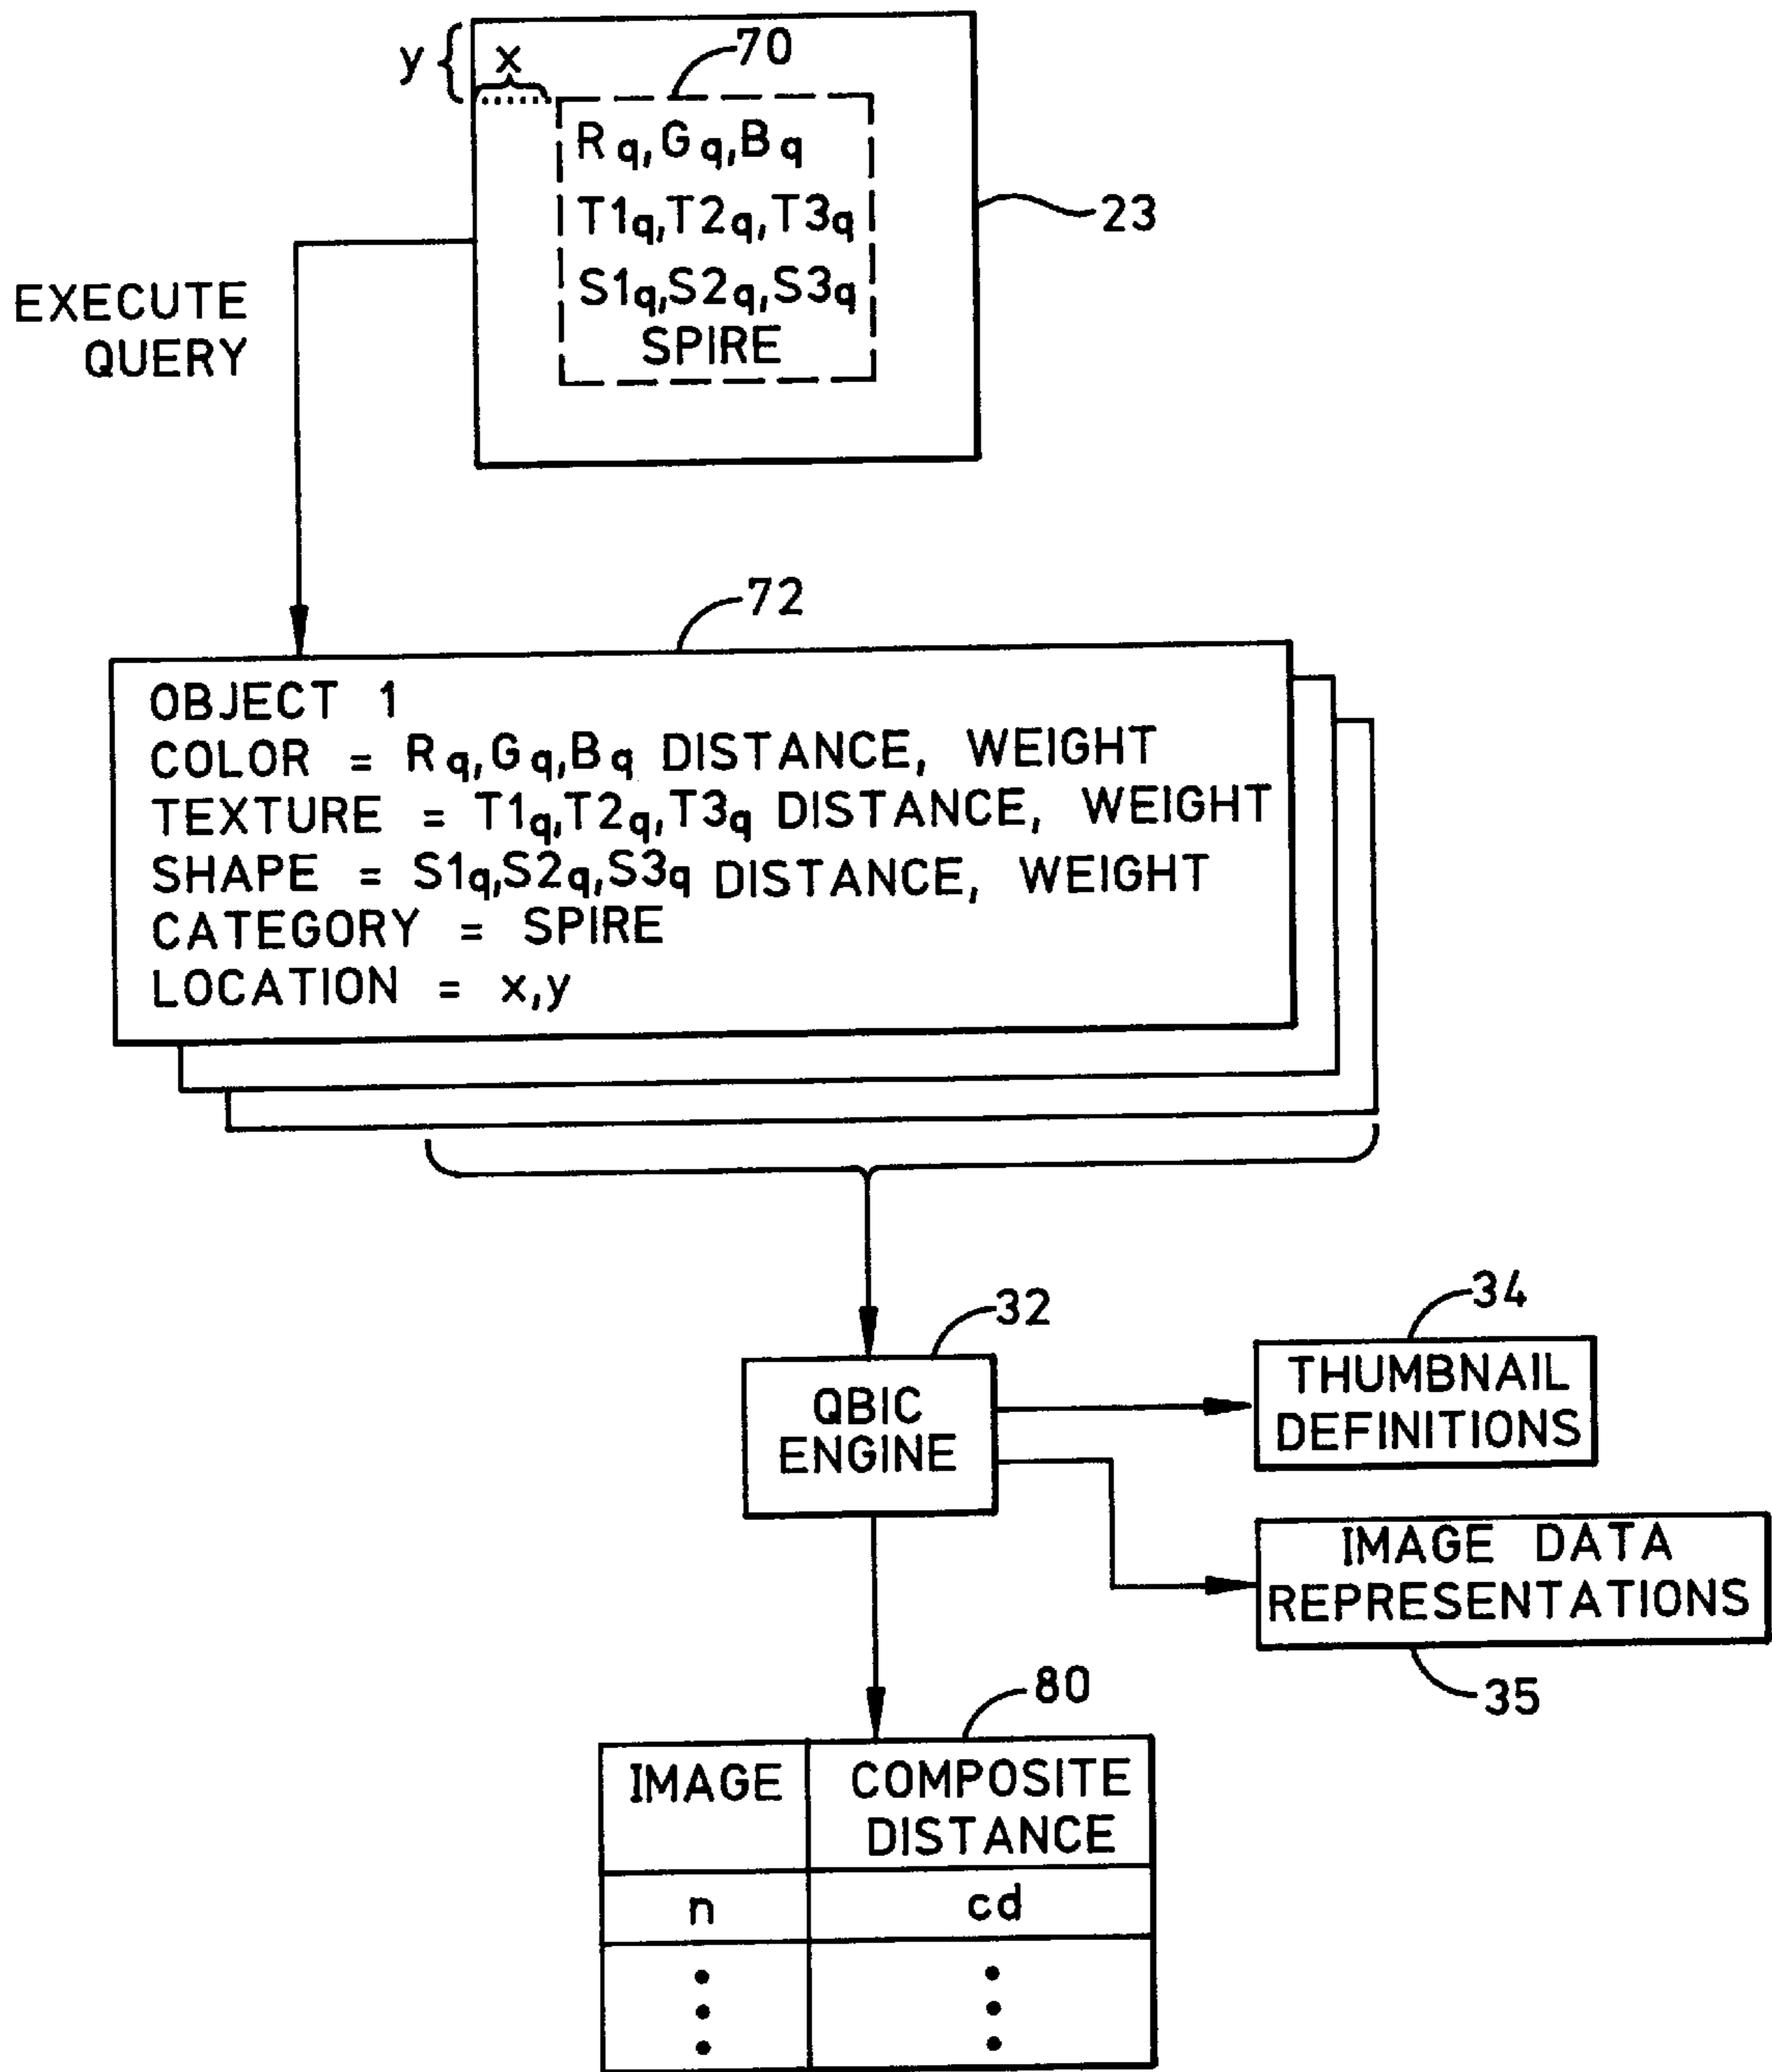 y { x
70
Rq,Gq,Bq
T1q,T2q,T3q
S1q,S2q,S3q
SPIRE
23
EXECUTE
QUERY
72
OBJECT 1
COLOR = Rq,Gq,Bq DISTANCE, WEIGHT
TEXTURE = T1q,T2q,T3q DISTANCE, WEIGHT
SHAPE = S1q,S2q,S3q DISTANCE, WEIGHT
CATEGORY = SPIRE
LOCATION = x,y
32
QBIC
ENGINE
34
THUMBNAIL
DEFINITIONS
IMAGE DATA
REPRESENTATIONS
35
80
IMAGE
COMPOSITE
DISTANCE
n
cd